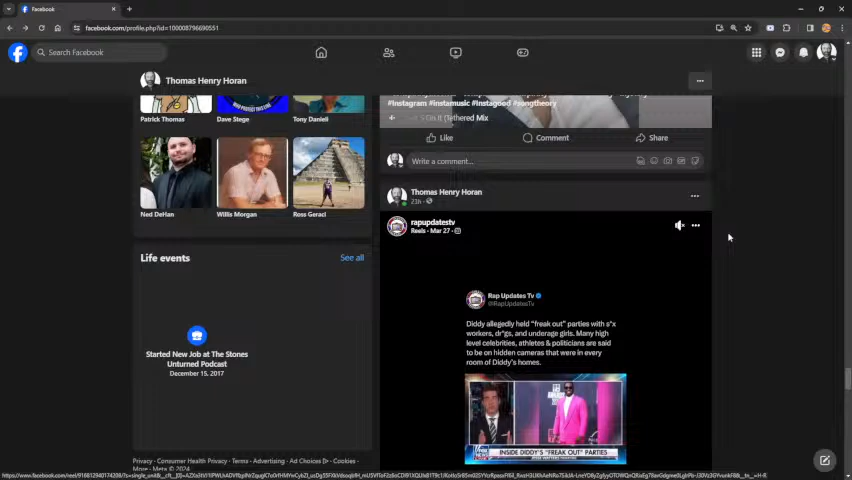 Facebook
facebook.com/profile.php?id=100008796690551
Search Facebook
Thomas Henry Horan
Patrick Thomas
Dave Stege
Tony Danieli
Ned DeHan
Willis Morgan
Ross Geraci
Life events
See all
Started New Job at The Stones
Unturned Podcast
December 15, 2017
Privacy · Consumer Health Privacy · Terms · Advertising · Ad Choices · Cookies ·
More · Meta © 2024
#Instagram #instamusic #Instagood #songtheory
On It (Tethered Mix
Like
Comment
Share
Write a comment...
Thomas Henry Horan
23h
rapupdatestv
Reels · Mar 27
Rap Updates Tv
@RapUpdatesTv
Diddy allegedly held "freak out" parties with s*x
workers, dr*gs, and underage girls. Many high
level celebrities, athletes & politicians are said
to be on hidden cameras that were in every
room of Diddy's homes.
INSIDE DIDDY'S "FREAK OUT" PARTIES